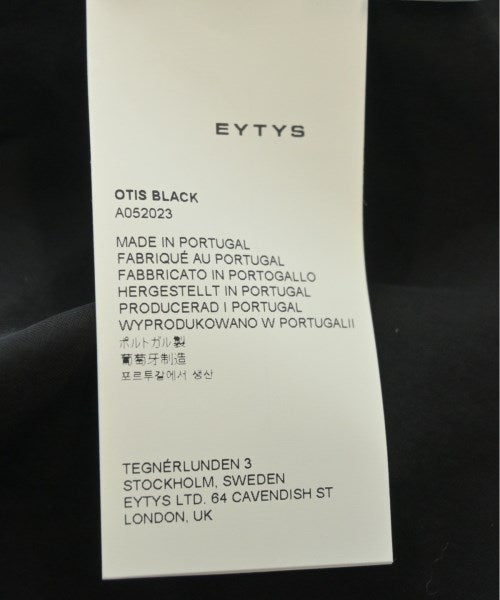 EYTYS
OTIS BLACK
A052023
MADE IN PORTUGAL
FABRIQUÉ AU PORTUGAL
FABBRICATO IN PORTOGALLO
HERGESTELLT IN PORTUGAL
PRODUCERAD I PORTUGAL
WYPRODUKOWANO W PORTUGALII
ポルトガル製
葡萄牙制造
포르투갈에서 생산
TEGNÉRLUNDEN 3
STOCKHOLM, SWEDEN
EYTYS LTD. 64 CAVENDISH ST
LONDON, UK